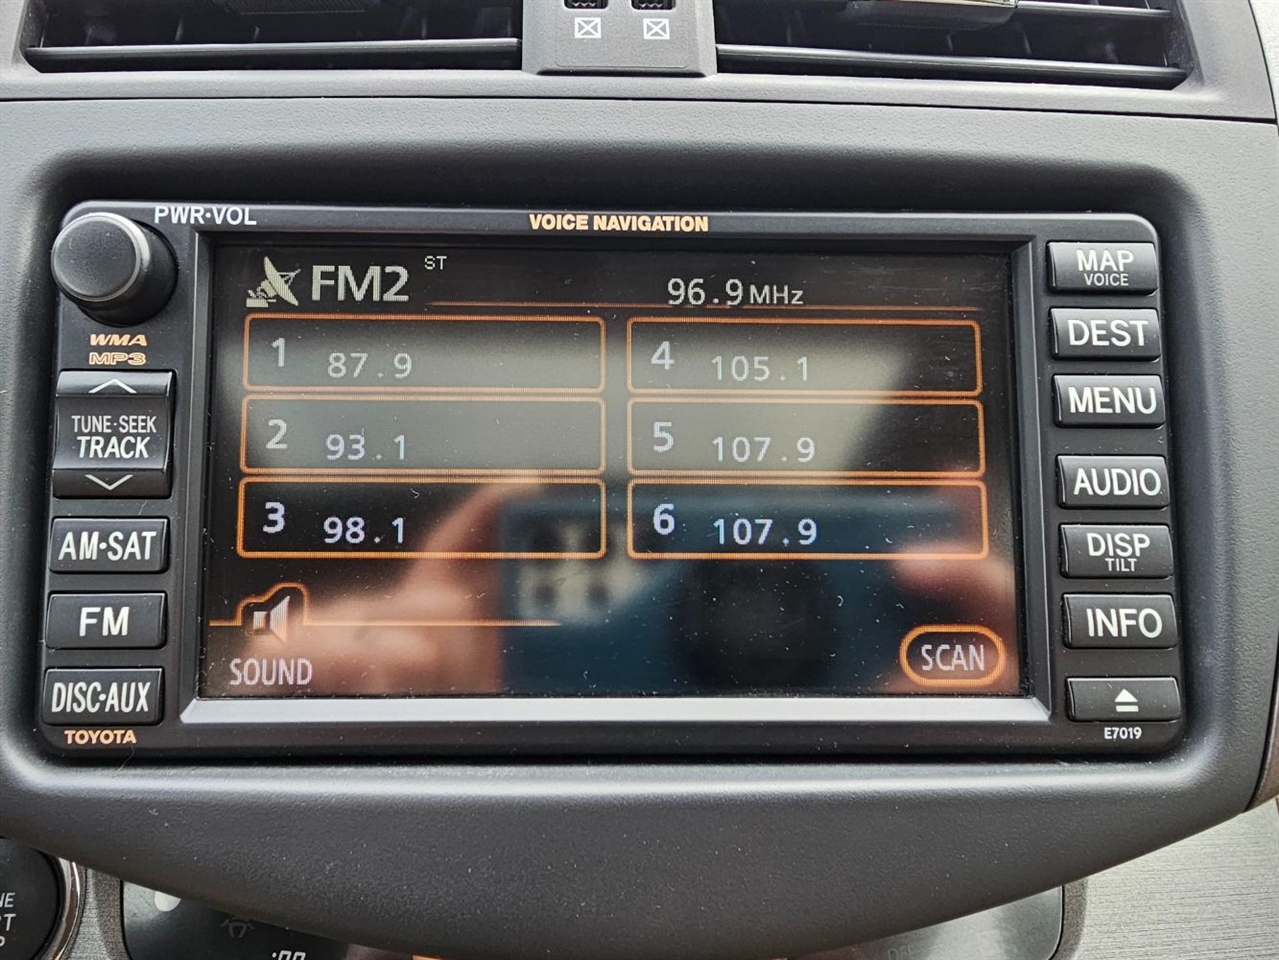 PWR·VOL
VOICE NAVIGATION
FM2 ST
96.9 MHz
1 87.9
2 93.1
3 98.1
4 105.1
5 107.9
6 107.9
SOUND
SCAN
WMA
MP3
TUNE·SEEK
TRACK
AM·SAT
FM
DISC·AUX
TOYOTA
MAP
VOICE
DEST
MENU
AUDIO
DISP
TILT
INFO
E7019